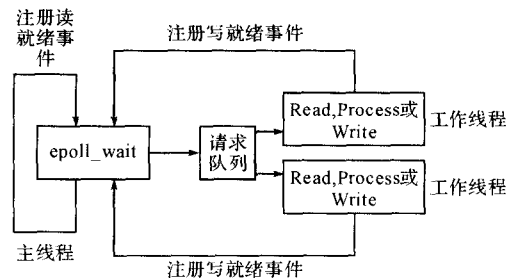 注册读
就绪事
件
注册写就绪事件
epoll_wait
请求
队列
Read,Process或
Write
工作线程
Read,Process或
Write
工作线程
主线程
注册写就绪事件